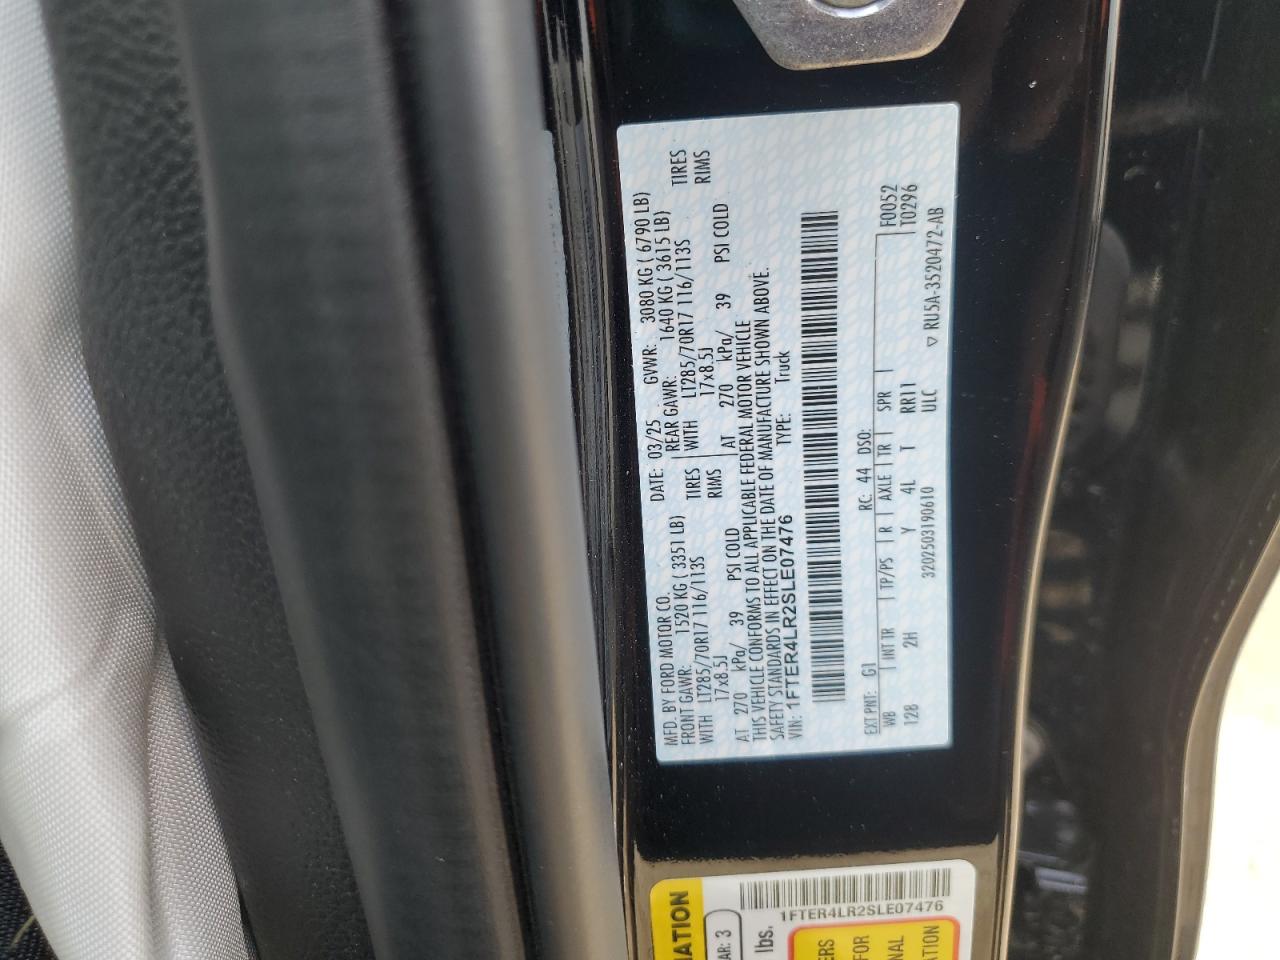 MFD. BY FORD MOTOR CO.
DATE: 03/25 GVWR: 3080 KG ( 6790 LB)
FRONT GAWR: 1520 KG ( 3351 LB)
REAR GAWR: 1640 KG ( 3615 LB)
WITH LT285/70R17 116/113S TIRES
WITH LT285/70R17 116/113S TIRES
17x8.5J RIMS
17x8.5J RIMS
AT 270 kPa/ 39 PSI COLD
AT 270 kPa/ 39 PSI COLD
THIS VEHICLE CONFORMS TO ALL APPLICABLE FEDERAL MOTOR VEHICLE
SAFETY STANDARDS IN EFFECT ON THE DATE OF MANUFACTURE SHOWN ABOVE.
VIN: 1FTER4LR2SLE07476 TYPE: Truck
EXT PNT: G1 RC: 44 DSO: F0052
WB INT TR TP/PS R AXLE TR SPR T0296
128 2H Y 4L T RR11
3202503190610 ULC ▽ RU5A-3520472-AB
1FTER4LR2SLE07476